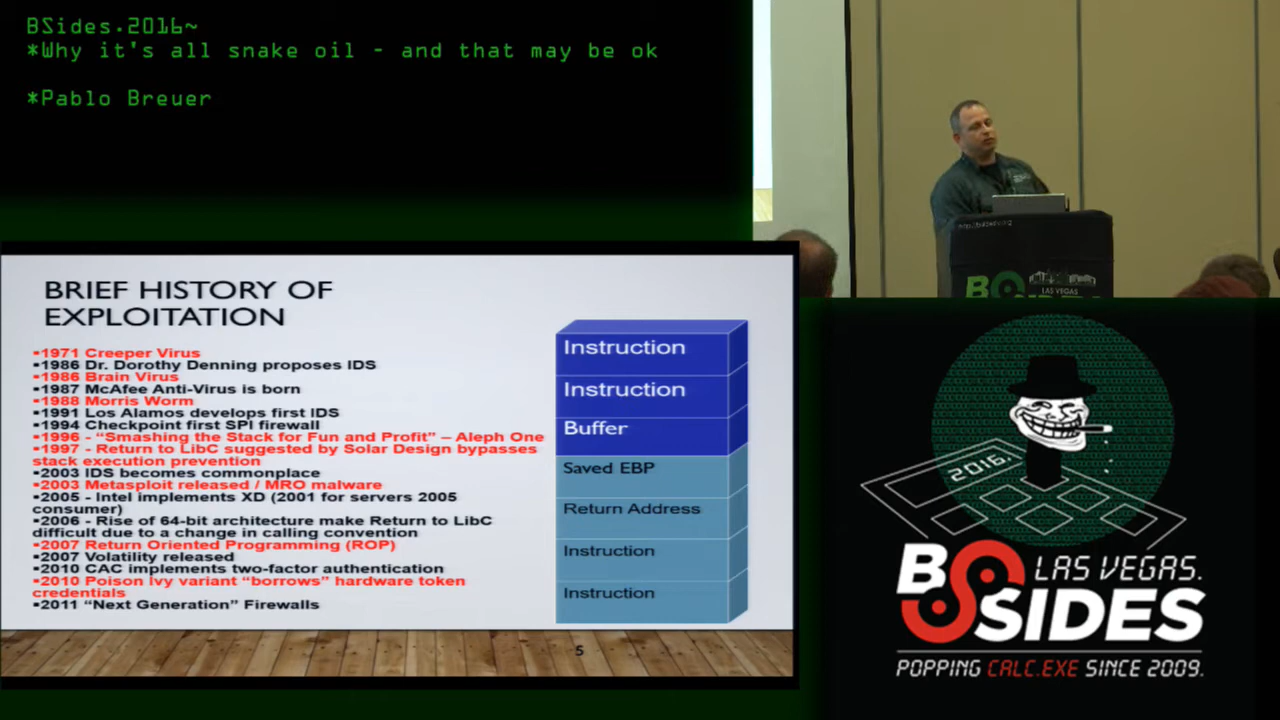 BSides.2016~
*Why it's all snake oil - and that may be ok
*Pablo Breuer
BRIEF HISTORY OF
EXPLOITATION
▪1971 Creeper Virus
▪1986 Dr. Dorothy Denning proposes IDS
▪1986 Brain Virus
▪1987 McAfee Anti-Virus is born
▪1988 Morris Worm
▪1991 Los Alamos develops first IDS
▪1994 Checkpoint first SPI firewall
▪1996 - “Smashing the Stack for Fun and Profit” – Aleph One
▪1997 - Return to LibC suggested by Solar Design bypasses
stack execution prevention
▪2003 IDS becomes commonplace
▪2003 Metasploit released / MRO malware
▪2005 - Intel implements XD (2001 for servers 2005
consumer)
▪2006 - Rise of 64-bit architecture make Return to LibC
difficult due to a change in calling convention
▪2007 Return Oriented Programming (ROP)
▪2007 Volatility released
▪2010 CAC implements two-factor authentication
▪2010 Poison Ivy variant “borrows” hardware token
credentials
▪2011 “Next Generation” Firewalls
Instruction
Instruction
Buffer
Saved EBP
Return Address
Instruction
Instruction
5
LAS VEGAS
2016.
BSIDES
LAS VEGAS.
POPPING CALC.EXE SINCE 2009.